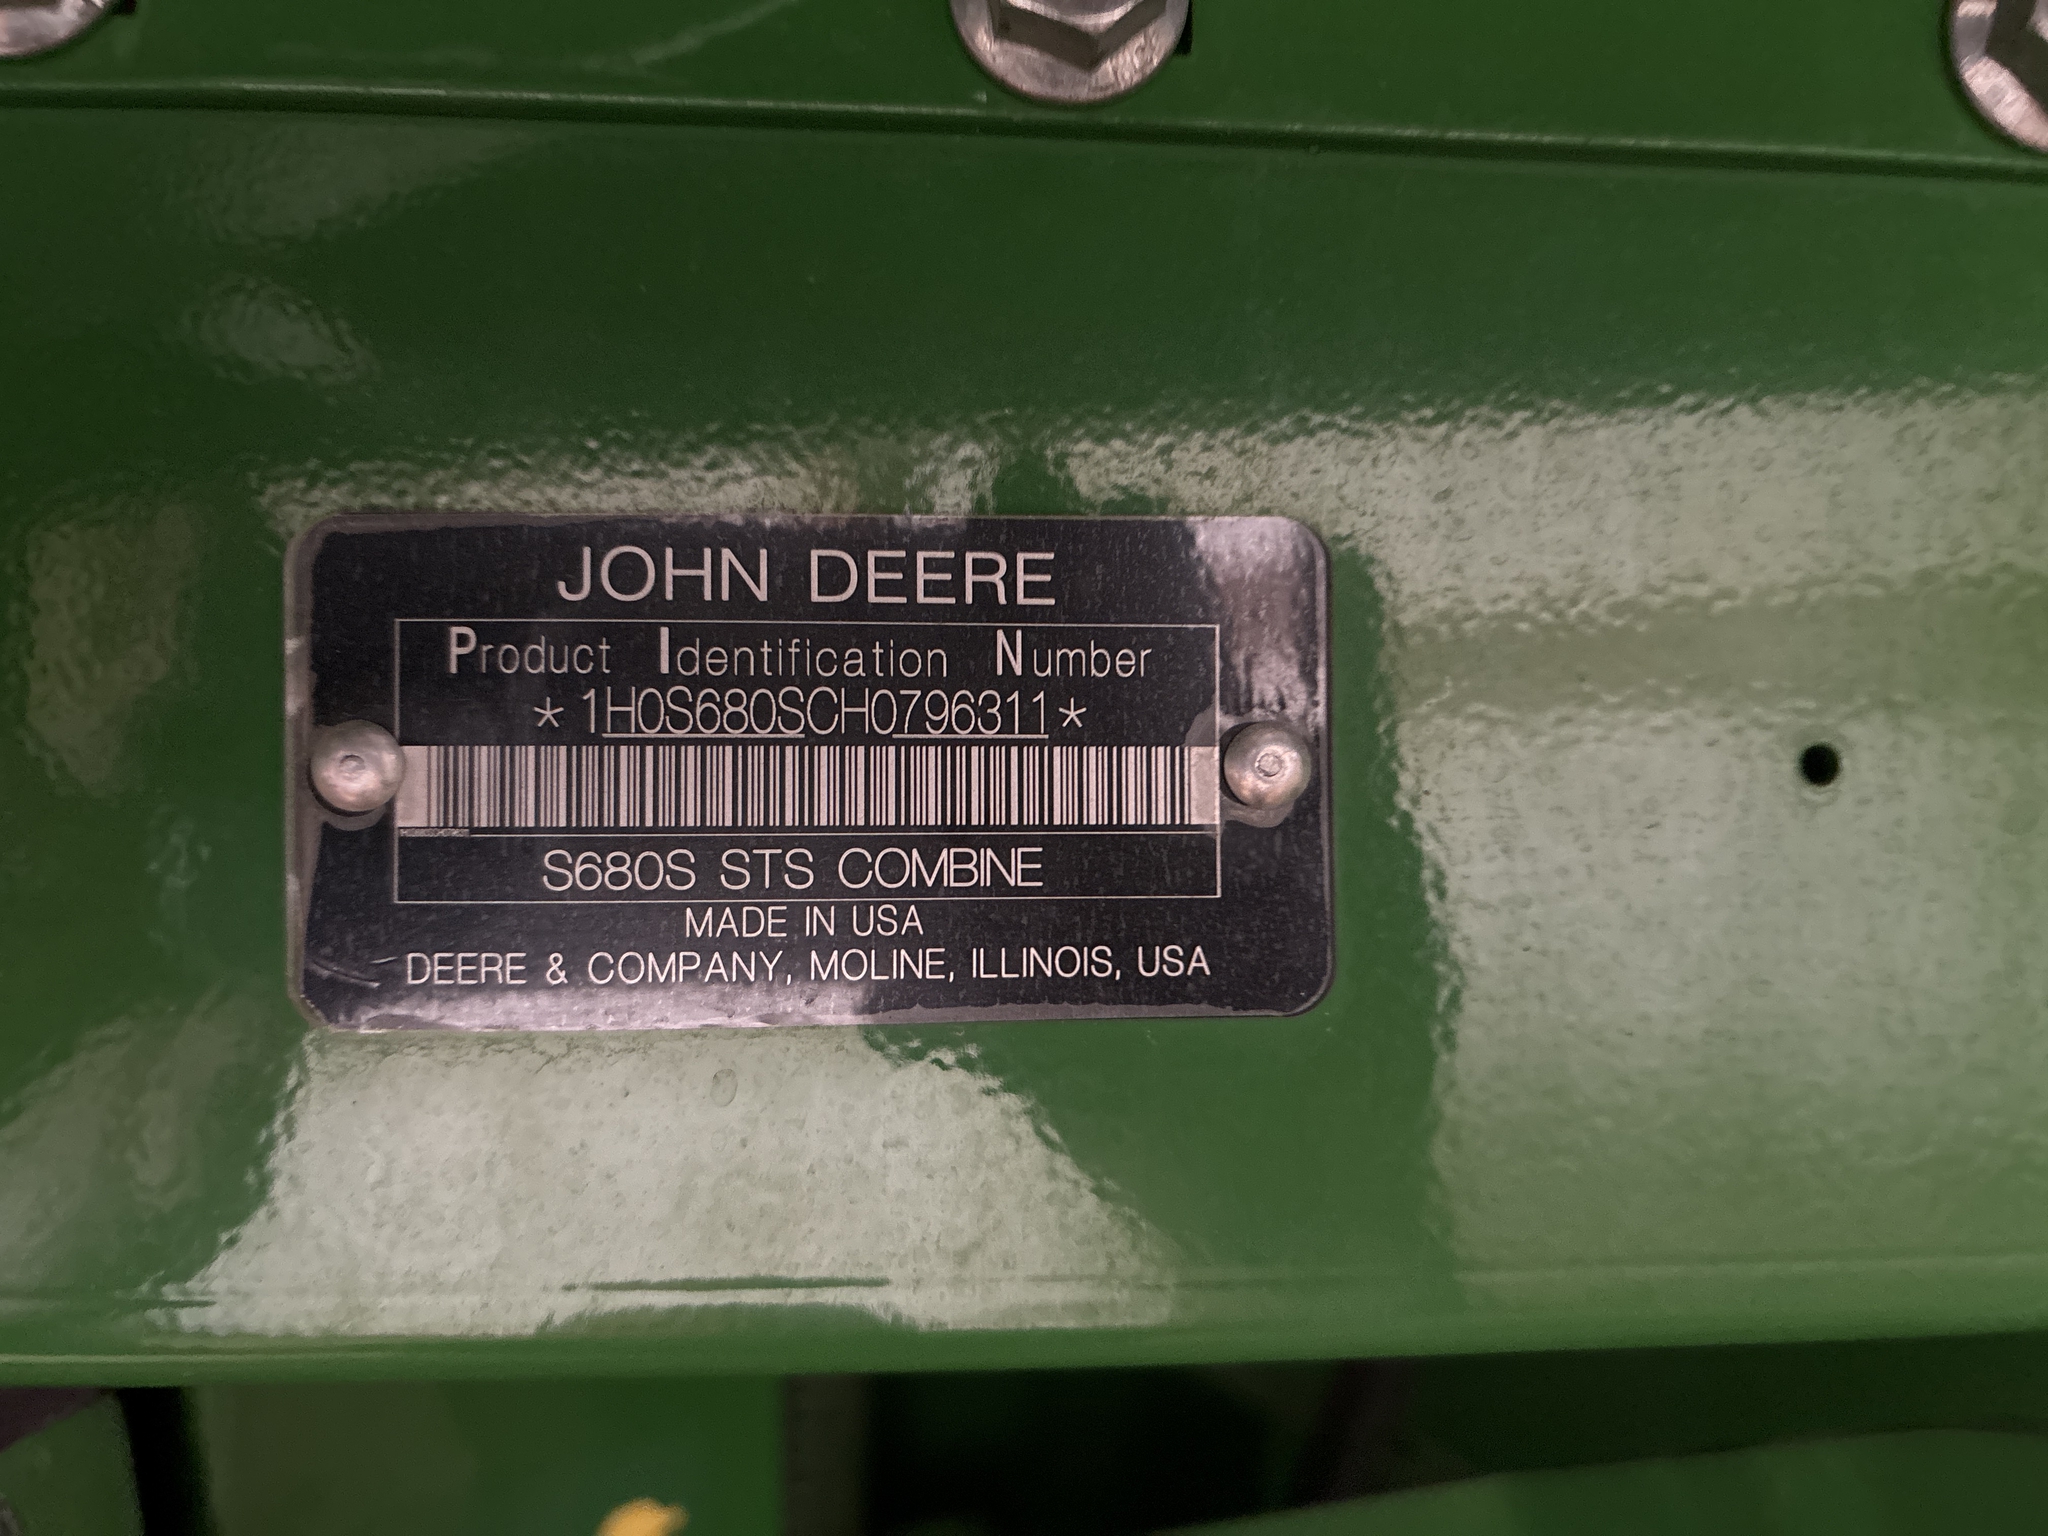 JOHN DEERE
Product Identification Number
*1H0S680SCH0796311*
S680S STS COMBINE
MADE IN USA
DEERE & COMPANY, MOLINE, ILLINOIS, USA